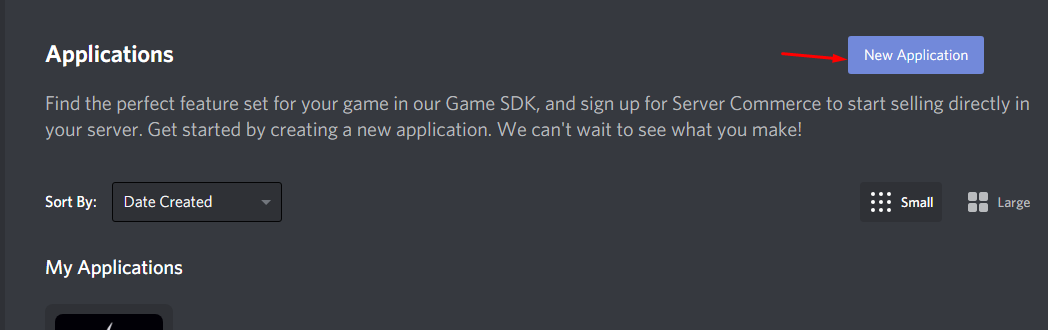 Applications
New Application
Find the perfect feature set for your game in our Game SDK, and sign up for Server Commerce to start selling directly in
your server. Get started by creating a new application. We can't wait to see what you make!
Sort By: Date Created Small Large
My Applications